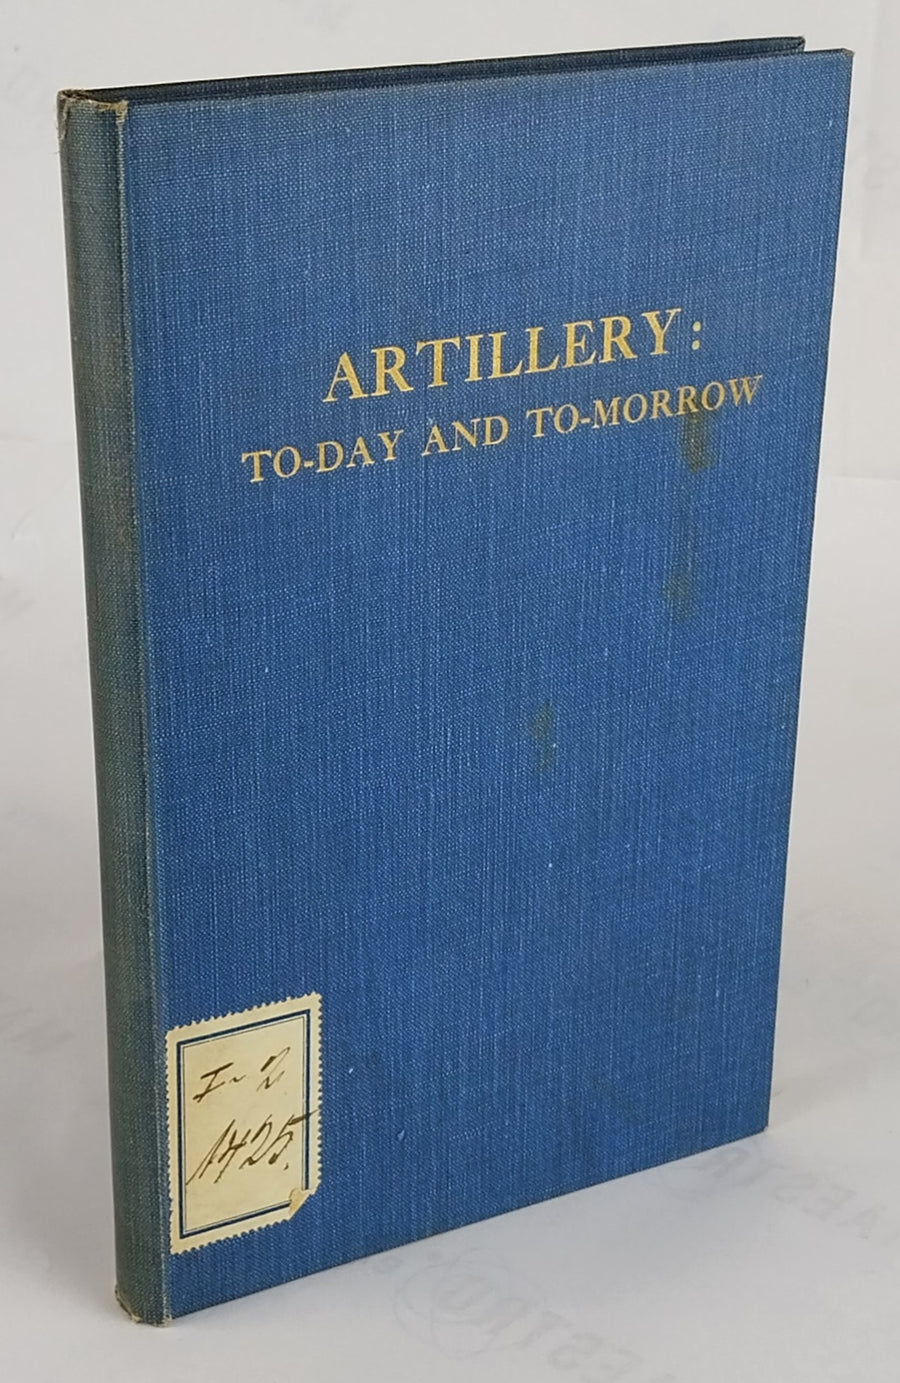 ARTILLERY:
TO-DAY AND TO-MORROW
I-2
1425.